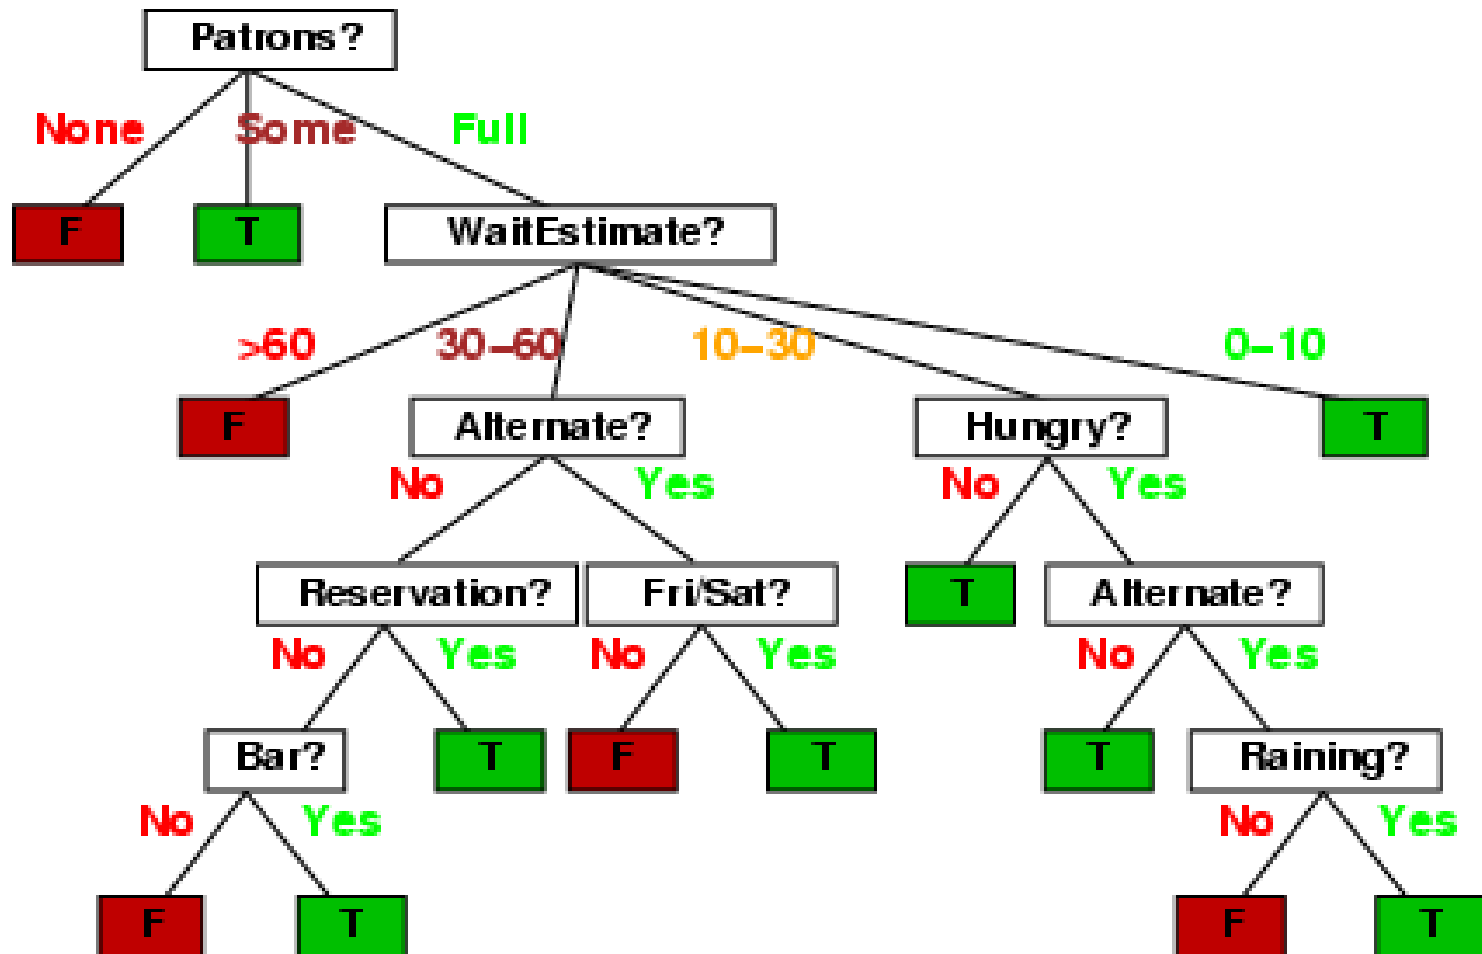 Patrons?
None Some Full
F T WaitEstimate?
>60 30–60 10–30 0–10
F Alternate? Hungry? T
No Yes No Yes
Reservation? Fri/Sat? T Alternate?
No Yes No Yes No Yes
Bar? T F T T Raining?
No Yes No Yes
F T F T